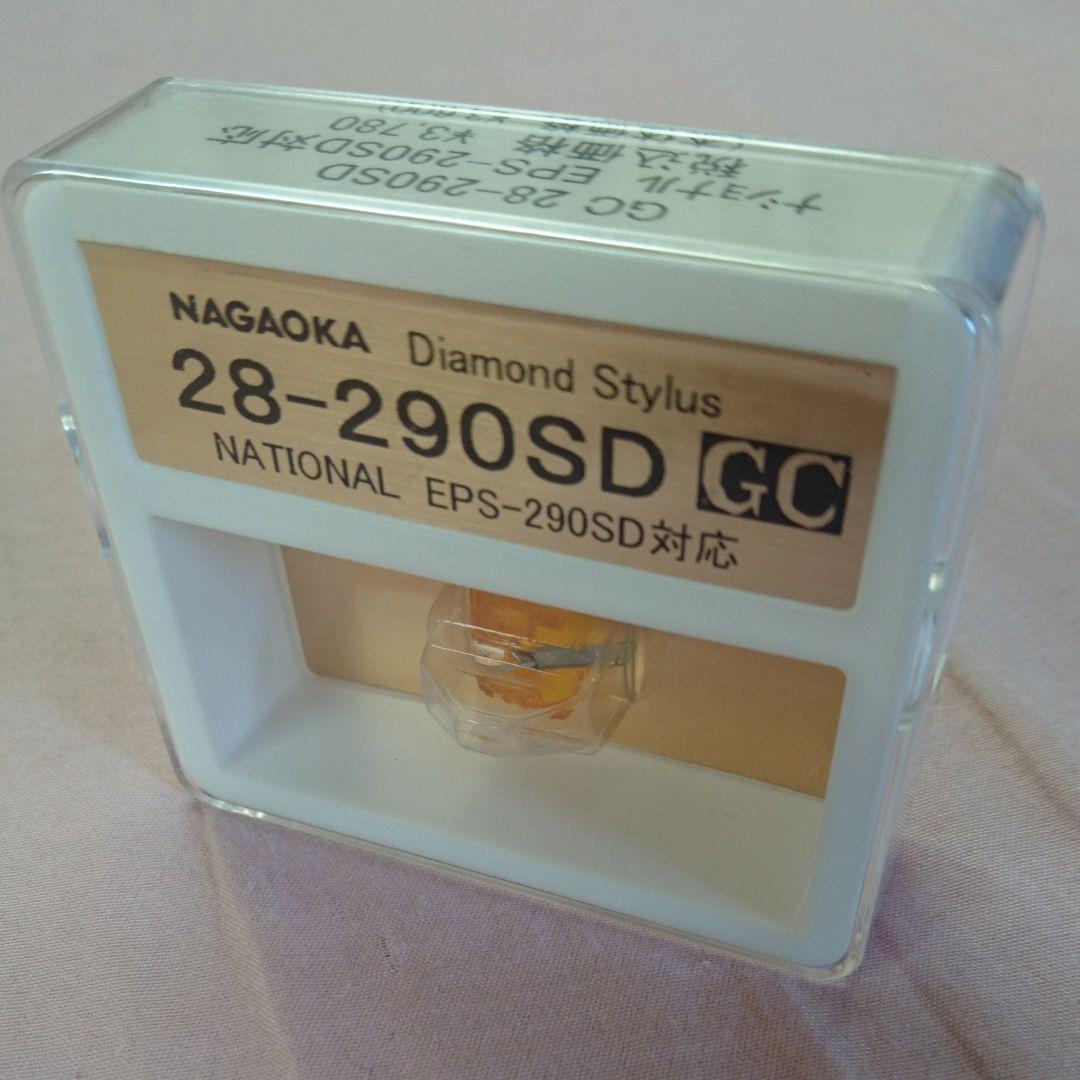 GC 28-290SD
ナショナル EPS-290SD対応
税込価格 ¥3,780
NAGAOKA Diamond Stylus
28-290SD GC
NATIONAL EPS-290SD対応